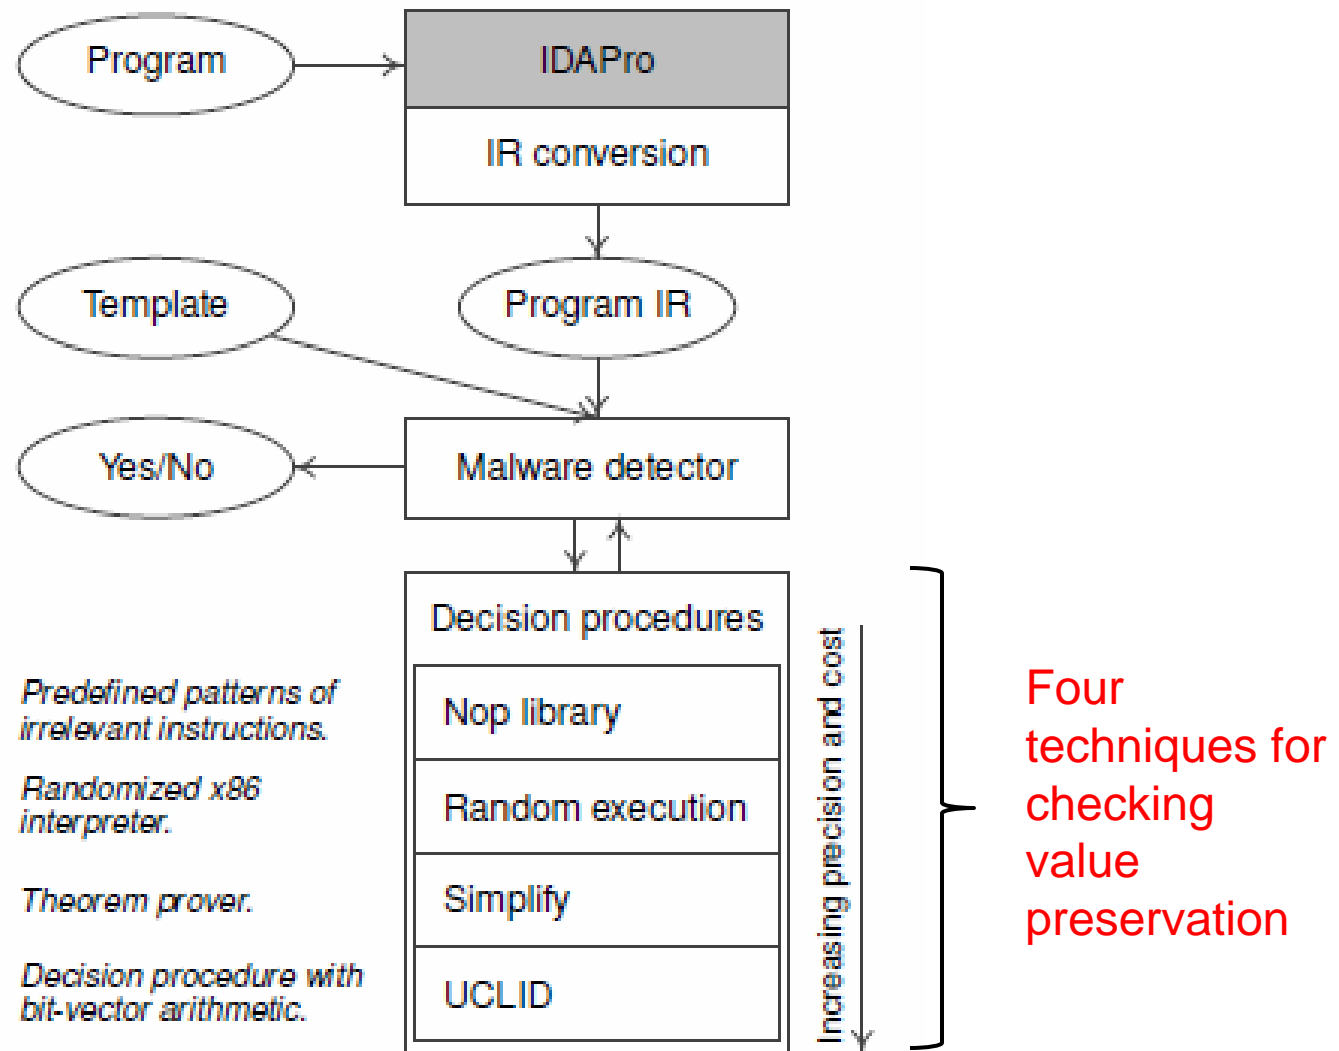 Program
IDAPro
IR conversion
Template
Program IR
Yes/No
Malware detector
Decision procedures
Predefined patterns of
irrelevant instructions.
Nop library
Randomized x86
interpreter.
Random execution
Theorem prover.
Simplify
Decision procedure with
bit-vector arithmetic.
UCLID
Increasing precision and cost
Four
techniques for
checking
value
preservation